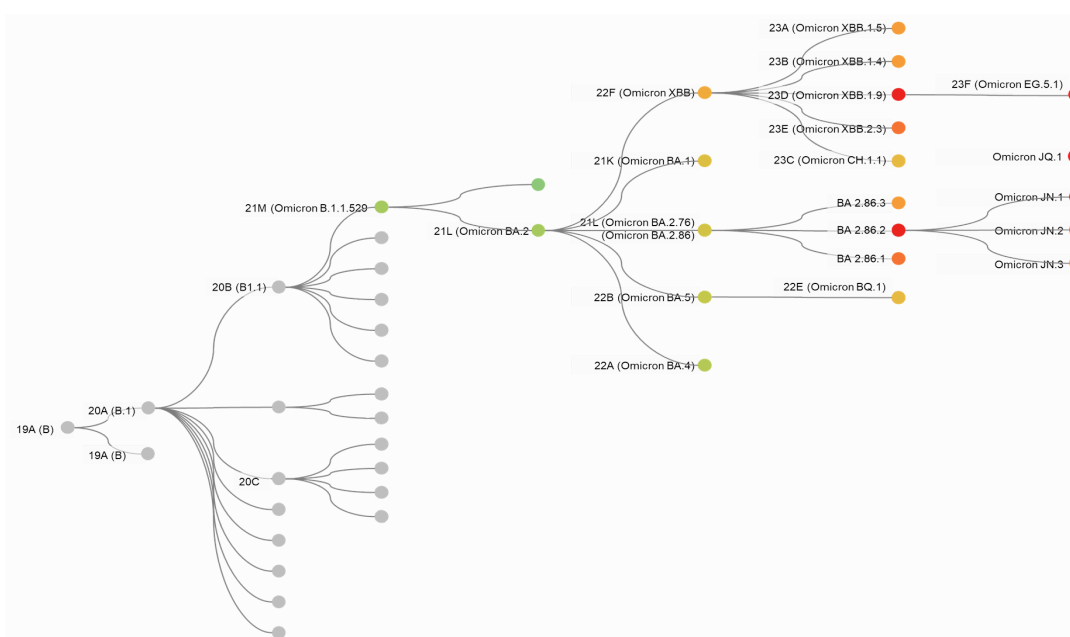 23A (Omicron XBB.1.5)
23B (Omicron XBB.1.4)
22F (Omicron XBB)
23D (Omicron XBB.1.9)
23F (Omicron EG.5.1)
23E (Omicron XBB.2.3)
21K (Omicron BA.1)
23C (Omicron CH.1.1)
Omicron JQ.1
21M (Omicron B.1.1.529
BA 2.86.3
Omicron JN.1
21L (Omicron BA.2
21L (Omicron BA.2.76)
(Omicron BA.2.86)
BA 2.86.2
Omicron JN.2
BA 2.86.1
Omicron JN.3
20B (B1.1)
22B (Omicron BA.5)
22E (Omicron BQ.1)
22A (Omicron BA.4)
20A (B.1)
19A (B)
19A (B)
20C